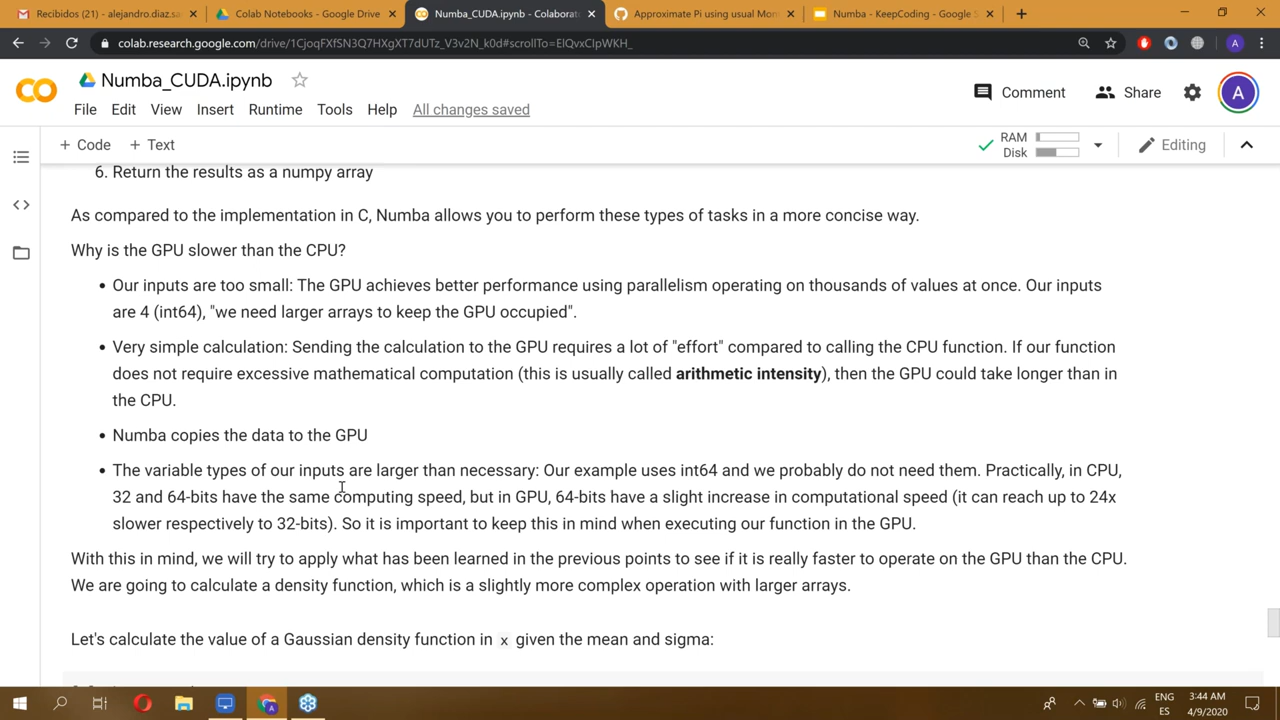 Recibidos (2) - alejandro.diaz.sa
Colab Notebooks - Google Drive
Numba_CUDA.ipynb - Colaborat
Approximate Pi using usual Mon
Numba - KeepCoding - Google S
colab.research.google.com/drive/1CjoqFXfSN3Q7HXgXT7dUTz_V3v2N_k0d#scrollTo=ElQvxCIpWKH_
A
Numba_CUDA.ipynb
Comment
Share
A
File Edit View Insert Runtime Tools Help All changes saved
+ Code + Text
RAM
Disk
Editing
6. Return the results as a numpy array
As compared to the implementation in C, Numba allows you to perform these types of tasks in a more concise way.
Why is the GPU slower than the CPU?
• Our inputs are too small: The GPU achieves better performance using parallelism operating on thousands of values at once. Our inputs
are 4 (int64), "we need larger arrays to keep the GPU occupied".
• Very simple calculation: Sending the calculation to the GPU requires a lot of "effort" compared to calling the CPU function. If our function
does not require excessive mathematical computation (this is usually called arithmetic intensity), then the GPU could take longer than in
the CPU.
• Numba copies the data to the GPU
• The variable types of our inputs are larger than necessary: Our example uses int64 and we probably do not need them. Practically, in CPU,
32 and 64-bits have the same computing speed, but in GPU, 64-bits have a slight increase in computational speed (it can reach up to 24x
slower respectively to 32-bits). So it is important to keep this in mind when executing our function in the GPU.
With this in mind, we will try to apply what has been learned in the previous points to see if it is really faster to operate on the GPU than the CPU.
We are going to calculate a density function, which is a slightly more complex operation with larger arrays.
Let's calculate the value of a Gaussian density function in x given the mean and sigma:
ENG
ES
3:44 AM
4/9/2020